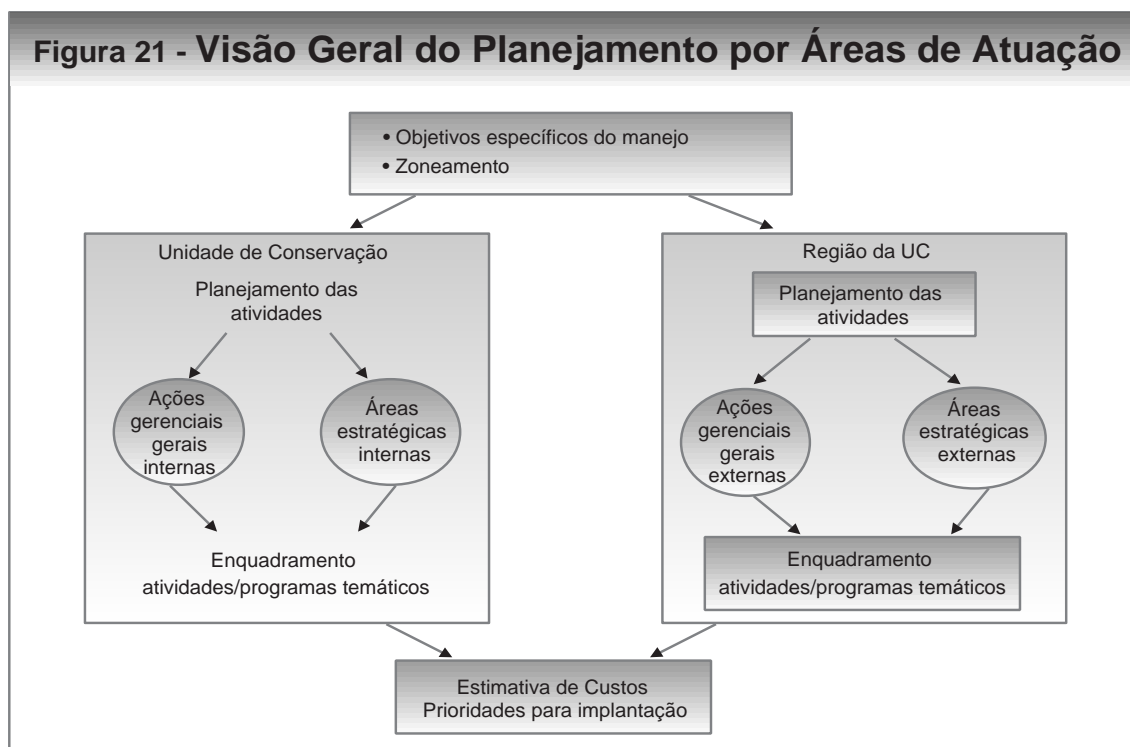 Figura 21 - Visão Geral do Planejamento por Áreas de Atuação
• Objetivos específicos do manejo
• Zoneamento
Unidade de Conservação
Planejamento das
atividades
Ações
gerenciais
gerais
internas
Áreas
estratégicas
internas
Enquadramento
atividades/programas temáticos
Região da UC
Planejamento das
atividades
Ações
gerenciais
gerais
externas
Áreas
estratégicas
externas
Enquadramento
atividades/programas temáticos
Estimativa de Custos
Prioridades para implantação